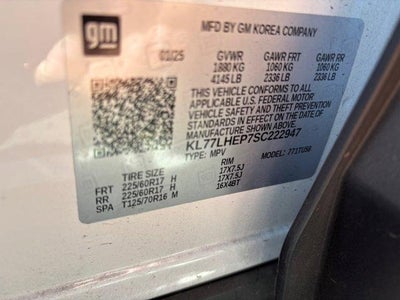 gm
MFD BY GM KOREA COMPANY
01/25 GVWR GAWR FRT GAWR RR
1880 KG 1060 KG 1060 KG
4145 LB 2336 LB 2336 LB
THIS VEHICLE CONFORMS TO ALL
APPLICABLE U.S. FEDERAL MOTOR
VEHICLE SAFETY AND THEFT PREVENTION
STANDARDS IN EFFECT ON THE DATE OF
MANUFACTURE SHOWN ABOVE.
KL77LHEP7SC222947
TYPE: MPV MODEL: 771TUS8
TIRE SIZE RIM
FRT 225/60R17 H 17X7.5J
RR 225/60R17 H 17X7.5J
SPA T125/70R16 M 16X4BT